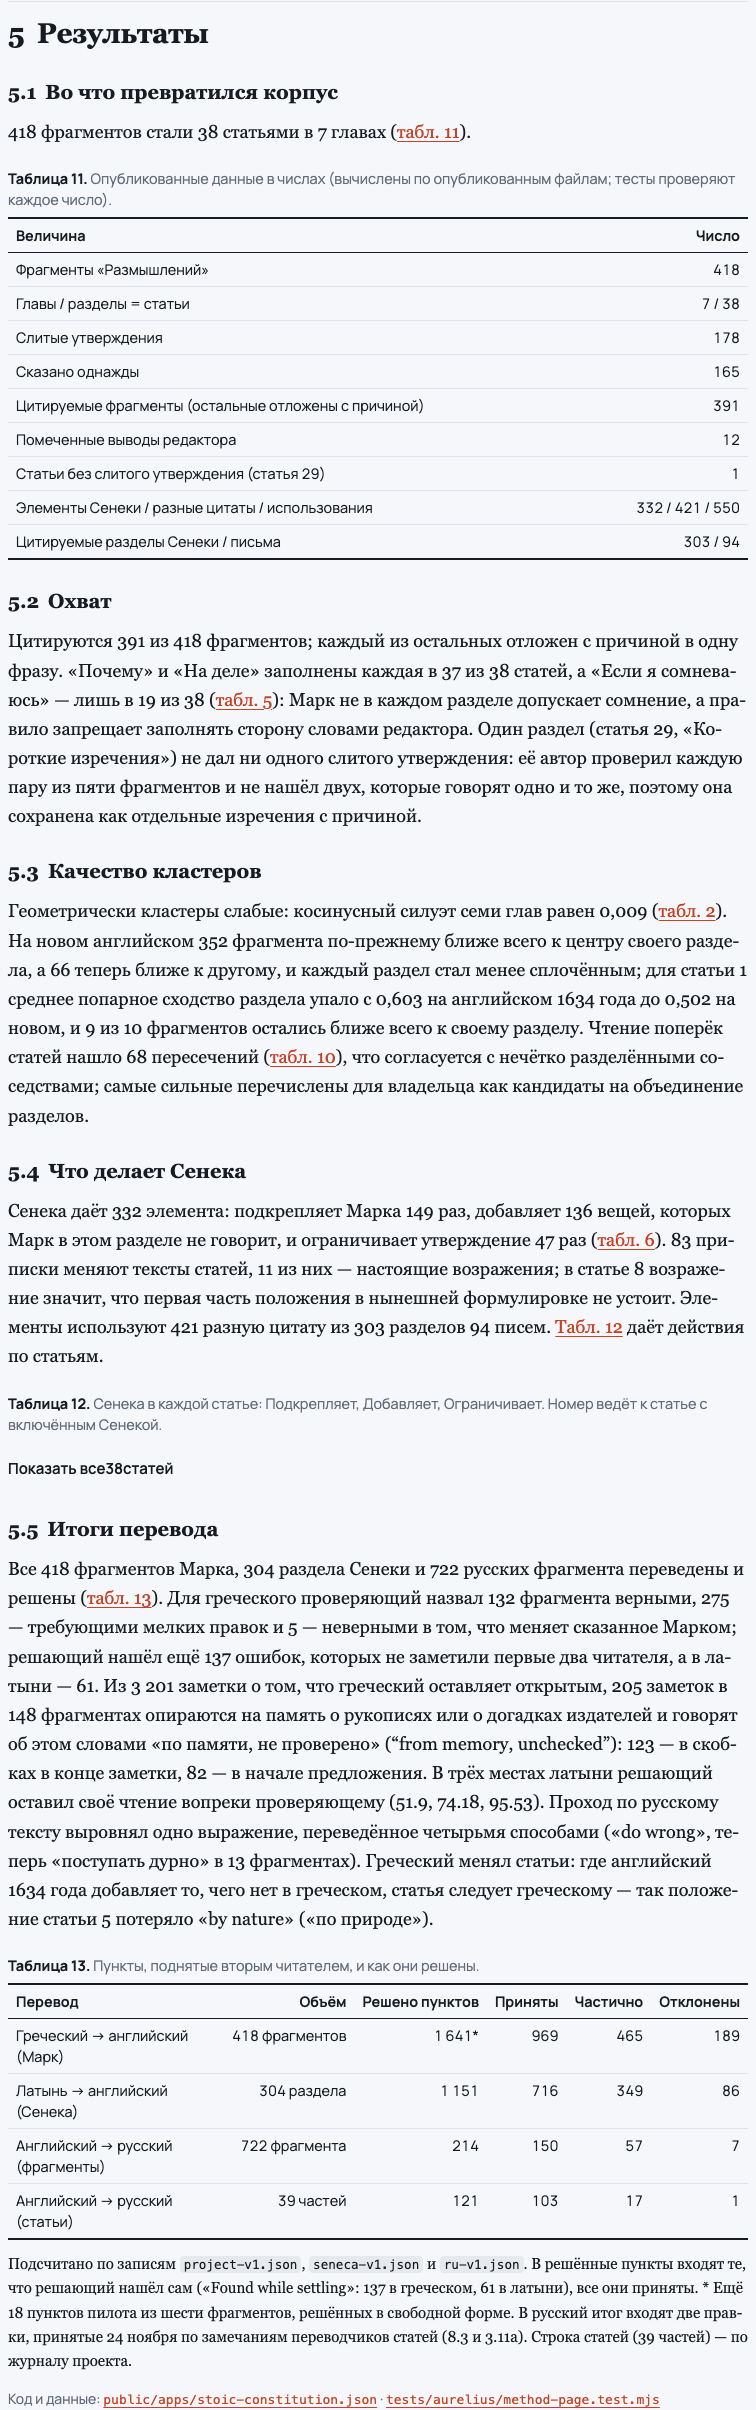 5 Результаты
5.1 Во что превратился корпус
418 фрагментов стали 38 статьями в 7 главах (табл. 11).
Таблица 11. Опубликованные данные в числах (вычислены по опубликованным файлам; тесты проверяют
каждое число).
Величина Число
Фрагменты «Размышлений» 418
Главы / разделы = статьи 7 / 38
Слитые утверждения 178
Сказано однажды 165
Цитируемые фрагменты (остальные отложены с причиной) 391
Помеченные выводы редактора 12
Статьи без слитого утверждения (статья 29) 1
Элементы Сенеки / разные цитаты / использования 332 / 421 / 550
Цитируемые разделы Сенеки / письма 303 / 94
5.2 Охват
Цитируются 391 из 418 фрагментов; каждый из остальных отложен с причиной в одну
фразу. «Почему» и «На деле» заполнены каждая в 37 из 38 статей, а «Если я сомнева-
юсь» — лишь в 19 из 38 (табл. 5): Марк не в каждом разделе допускает сомнение, а пра-
вило запрещает заполнять сторону словами редактора. Один раздел (статья 29, «Ко-
роткие изречения») не дал ни одного слитого утверждения: её автор проверил каждую
пару из пяти фрагментов и не нашёл двух, которые говорят одно и то же, поэтому она
сохранена как отдельные изречения с причиной.
5.3 Качество кластеров
Геометрически кластеры слабые: косинусный силуэт семи глав равен 0,009 (табл. 2).
На новом английском 352 фрагмента по-прежнему ближе всего к центру своего разде-
ла, а 66 теперь ближе к другому, и каждый раздел стал менее сплочённым; для статьи 1
среднее попарное сходство раздела упало с 0,603 на английском 1634 года до 0,502 на
новом, и 9 из 10 фрагментов остались ближе всего к своему разделу. Чтение поперёк
статей нашло 68 пересечений (табл. 10), что согласуется с нечётко разделёнными со-
седствами; самые сильные перечислены для владельца как кандидаты на объединение
разделов.
5.4 Что делает Сенека
Сенека даёт 332 элемента: подкрепляет Марка 149 раз, добавляет 136 вещей, которых
Марк в этом разделе не говорит, и ограничивает утверждение 47 раз (табл. 6). 83 при-
писки меняют тексты статей, 11 из них — настоящие возражения; в статье 8 возраже-
ние значит, что первая часть положения в нынешней формулировке не устоит. Эле-
менты используют 421 разную цитату из 303 разделов 94 писем. Табл. 12 даёт действия
по статьям.
Таблица 12. Сенека в каждой статье: Подкрепляет, Добавляет, Ограничивает. Номер ведёт к статье с
включённым Сенекой.
Показать все38статей
5.5 Итоги перевода
Все 418 фрагментов Марка, 304 раздела Сенеки и 722 русских фрагмента переведены и
решены (табл. 13). Для греческого проверяющий назвал 132 фрагмента верными, 275
— требующими мелких правок и 5 — неверными в том, что меняет сказанное Марком;
решающий нашёл ещё 137 ошибок, которых не заметили первые два читателя, а в ла-
тыни — 61. Из 3 201 заметки о том, что греческий оставляет открытым, 205 заметок в
148 фрагментах опираются на память о рукописях или о догадках издателей и говорят
об этом словами «по памяти, не проверено» (“from memory, unchecked”): 123 — в скоб-
ках в конце заметки, 82 — в начале предложения. В трёх местах латыни решающий
оставил своё чтение вопреки проверяющему (51.9, 74.18, 95.53). Проход по русскому
тексту выровнял одно выражение, переведённое четырьмя способами («do wrong», те-
перь «поступать дурно» в 13 фрагментах). Греческий менял статьи: где английский
1634 года добавляет то, чего нет в греческом, статья следует греческому — так положе-
ние статьи 5 потеряло «by nature» («по природе»).
Таблица 13. Пункты, поднятые вторым читателем, и как они решены.
Перевод Объём Решено пунктов Приняты Частично Отклонены
Греческий → английский 418 фрагментов 1 641* 969 465 189
(Марк)
Латынь → английский 304 раздела 1 151 716 349 86
(Сенека)
Английский → русский 722 фрагмента 214 150 57 7
(фрагменты)
Английский → русский 39 частей 121 103 17 1
(статьи)
Подсчитано по записям project-v1.json, seneca-v1.json и ru-v1.json. В решённые пункты входят те,
что решающий нашёл сам («Found while settling»: 137 в греческом, 61 в латыни), все они приняты. * Ещё
18 пунктов пилота из шести фрагментов, решённых в свободной форме. В русский итог входят две прав-
ки, принятые 24 ноября по замечаниям переводчиков статей (8.3 и 3.11a). Строка статей (39 частей) — по
журналу проекта.
Код и данные: public/apps/stoic-constitution.json · tests/aurelius/method-page.test.mjs